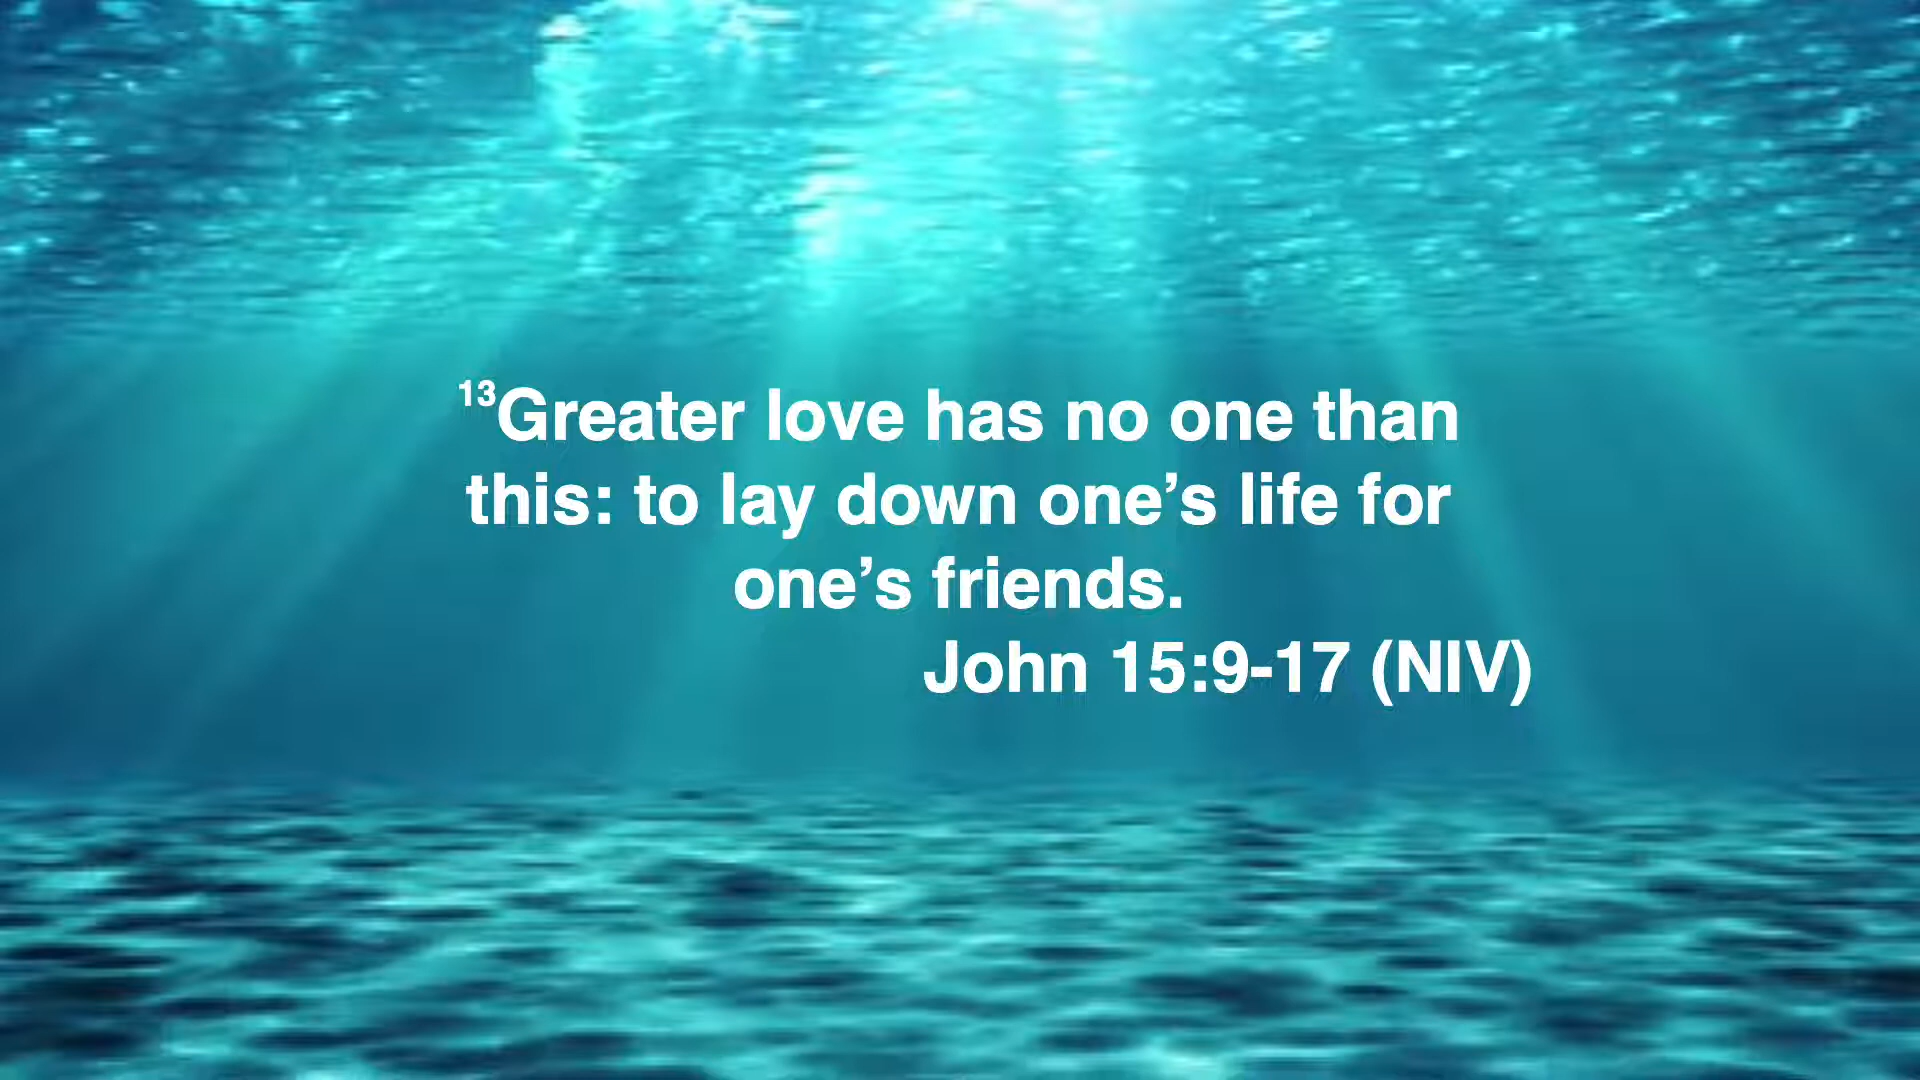 ¹³Greater love has no one than
this: to lay down one’s life for
one’s friends.
John 15:9-17 (NIV)